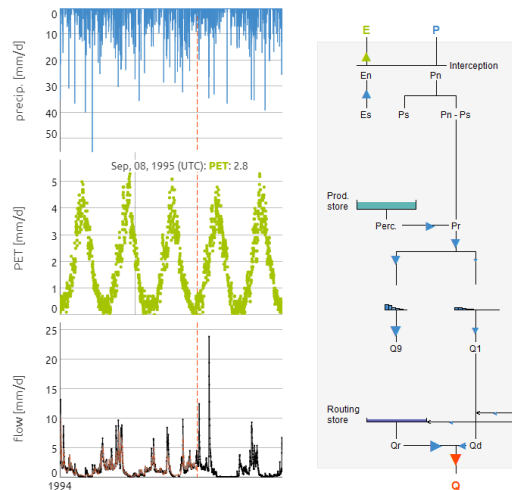 precip. [mm/d]
0
10
20
30
40
50
Sep, 08, 1995 (UTC): PET: 2.8
PET [mm/d]
5
4
3
2
1
0
flow [mm/d]
25
20
15
10
5
0
1994
E
P
Interception
En
Pn
Es
Ps
Pn - Ps
Prod.
store
Perc.
Pr
Q9
Q1
Routing
store
Qr
Qd
Q